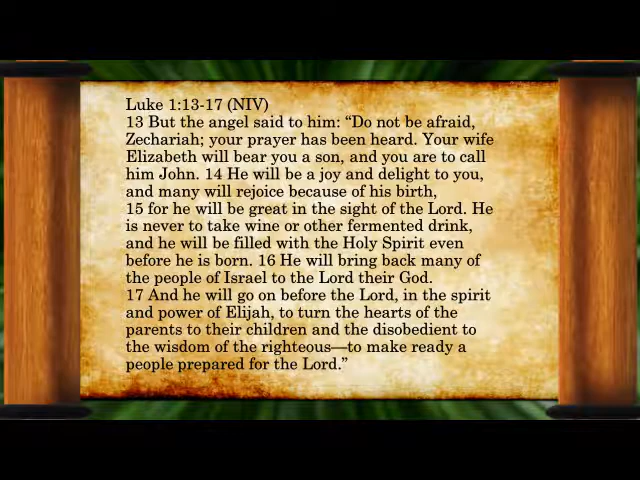 Luke 1:13-17 (NIV)
13 But the angel said to him: “Do not be afraid,
Zechariah; your prayer has been heard. Your wife
Elizabeth will bear you a son, and you are to call
him John. 14 He will be a joy and delight to you,
and many will rejoice because of his birth,
15 for he will be great in the sight of the Lord. He
is never to take wine or other fermented drink,
and he will be filled with the Holy Spirit even
before he is born. 16 He will bring back many of
the people of Israel to the Lord their God.
17 And he will go on before the Lord, in the spirit
and power of Elijah, to turn the hearts of the
parents to their children and the disobedient to
the wisdom of the righteous—to make ready a
people prepared for the Lord.”